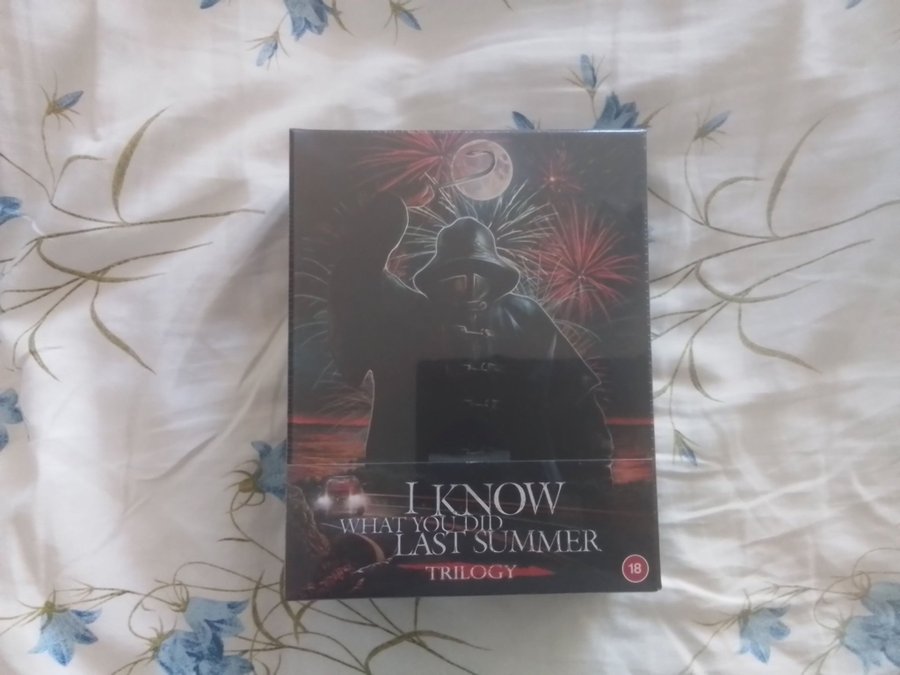 I KNOW
WHAT YOU DID
LAST SUMMER
TRILOGY
18